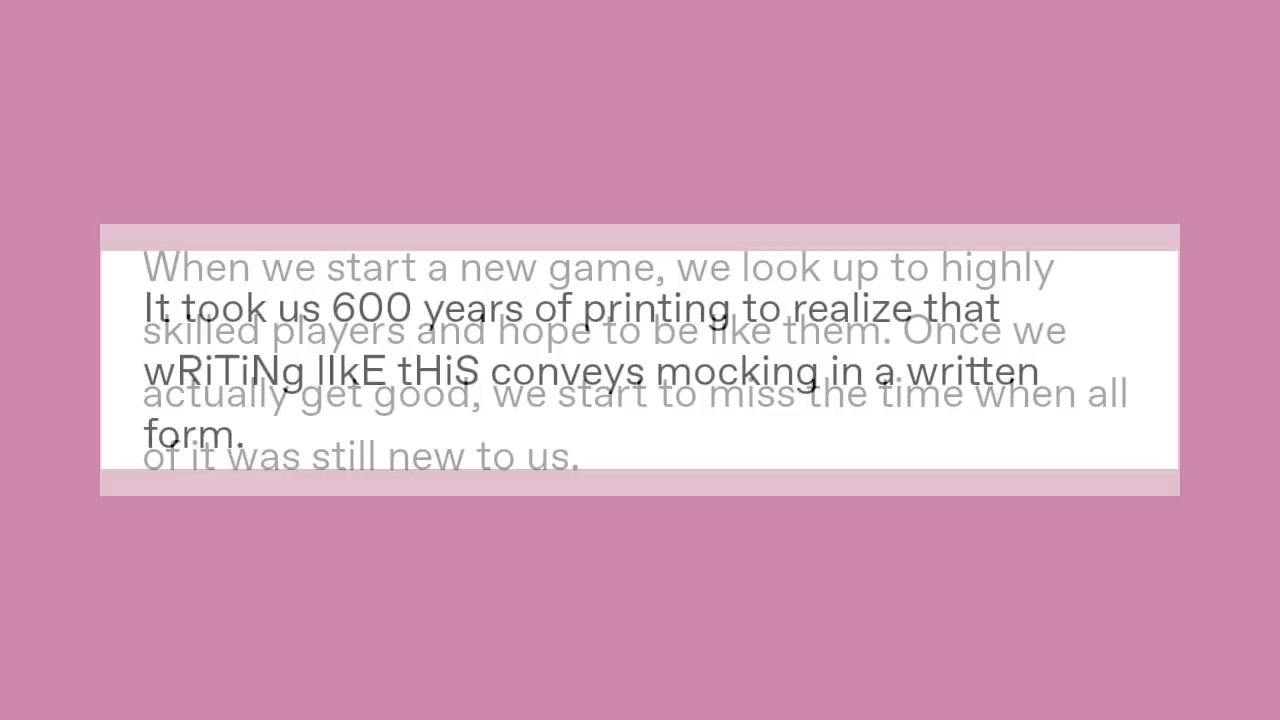 When we start a new game, we look up to highly
It took us 600 years of printing to realize that
skilled players and hope to be like them. Once we
wRiTiNg lIkE tHiS conveys mocking in a written
actually get good, we start to miss the time when all
form.
of it was still new to us.